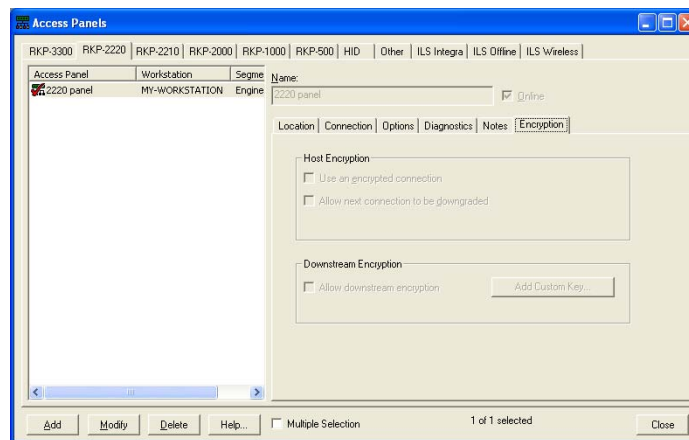 Access Panels
RKP-3300 RKP-2220 RKP-2210 RKP-2000 RKP-1000 RKP-500 HID Other ILS Integra ILS Offline ILS Wireless
Access Panel Workstation Segme
2220 panel MY-WORKSTATION Engine
Name:
2220 panel Online
Location Connection Options Diagnostics Notes Encryption
Host Encryption
Use an encrypted connection
Allow next connection to be downgraded
Downstream Encryption
Allow downstream encryption Add Custom Key...
Add Modify Delete Help... Multiple Selection 1 of 1 selected Close